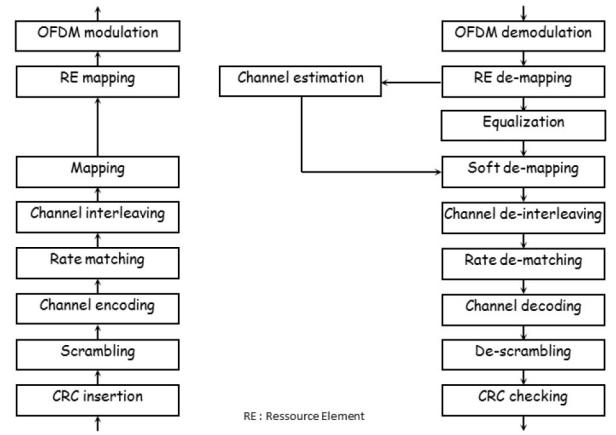 OFDM modulation
RE mapping
Mapping
Channel interleaving
Rate matching
Channel encoding
Scrambling
CRC insertion
Channel estimation
OFDM demodulation
RE de-mapping
Equalization
Soft de-mapping
Channel de-interleaving
Rate de-matching
Channel decoding
De-scrambling
CRC checking
RE : Ressource Element